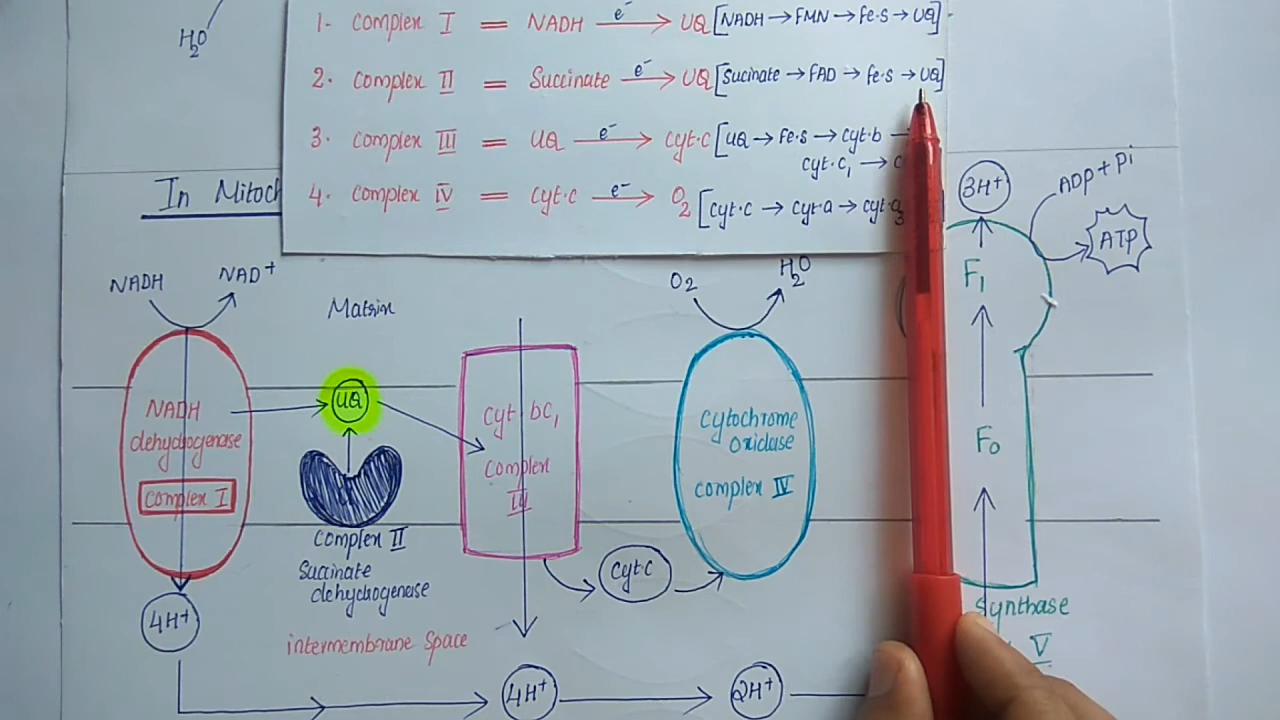 H₂O
1. Complex I = NADH e⁻→ UQ [NADH → FMN → Fe·S → UQ]
2. Complex II = Succinate e⁻→ UQ [Sucinate → FAD → Fe·S → UQ]
3. Complex III = UQ e⁻→ Cyt·C [UQ → Fe·S → Cyt·b →
Cyt·C₁ → C
4. Complex IV = Cyt·C e⁻→ O₂ [Cyt·C → Cyt·a → Cyt·a₃
In Mitoch
3H⁺
ADP + Pi
ATP
F₁
NADH
NAD⁺
Matrix
O₂
H₂O
NADH
dehydrogenase
Complex I
UQ
Complex II
Succinate
dehydrogenase
Cyt bC₁
Complex
III
Cytochrome
oxidase
Complex IV
F₀
Cyt·C
4H⁺
intermembrane Space
Synthase
V
4H⁺
2H⁺